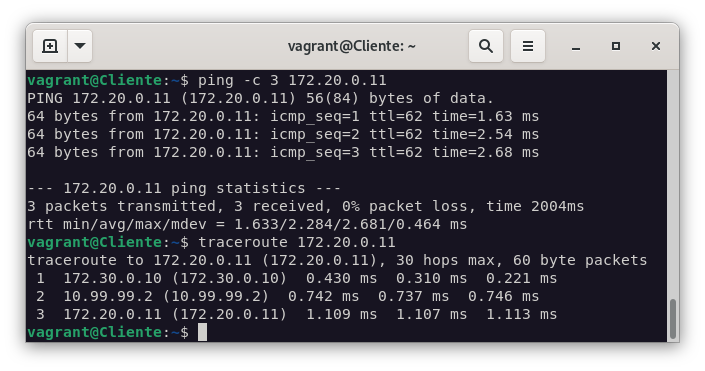 vagrant@Cliente: ~
vagrant@Cliente:~$ ping -c 3 172.20.0.11
PING 172.20.0.11 (172.20.0.11) 56(84) bytes of data.
64 bytes from 172.20.0.11: icmp_seq=1 ttl=62 time=1.63 ms
64 bytes from 172.20.0.11: icmp_seq=2 ttl=62 time=2.54 ms
64 bytes from 172.20.0.11: icmp_seq=3 ttl=62 time=2.68 ms
--- 172.20.0.11 ping statistics ---
3 packets transmitted, 3 received, 0% packet loss, time 2004ms
rtt min/avg/max/mdev = 1.633/2.284/2.681/0.464 ms
vagrant@Cliente:~$ traceroute 172.20.0.11
traceroute to 172.20.0.11 (172.20.0.11), 30 hops max, 60 byte packets
 1  172.30.0.10 (172.30.0.10)  0.430 ms  0.310 ms  0.221 ms
 2  10.99.99.2 (10.99.99.2)  0.742 ms  0.737 ms  0.746 ms
 3  172.20.0.11 (172.20.0.11)  1.109 ms  1.107 ms  1.113 ms
vagrant@Cliente:~$